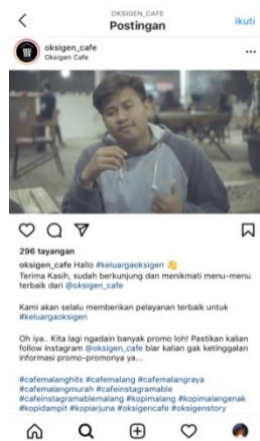 OKSIGEN_CAFE
Postingan
Ikuti
oksigen_cafe
Oksigen Cafe
296 tayangan
oksigen_cafe Hallo #keluargaoksigen 👋
Terima Kasih, sudah berkunjung dan menikmati menu-menu
terbaik dari @oksigen_cafe
Kami akan selalu memberikan pelayanan terbaik untuk
#keluargaoksigen
Oh iya.. Kita lagi ngadain banyak promo loh! Pastikan kalian
follow instagram @oksigen_cafe biar kalian gak ketinggalan
informasi promo-promonya ya...
#cafemalanghits #cafemalang #cafemalangraya
#cafemalangmurah #cafeinstagramable
#cafeinstagramablemalang #kopimalang #kopimalangenak
#kopidampit #kopiarjuna #oksigencafe #oksigenstory